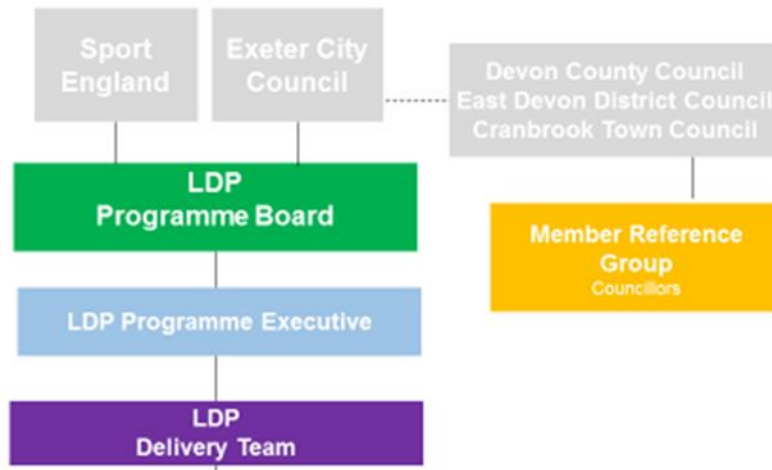 Sport
England
Exeter City
Council
Devon County Council
East Devon District Council
Cranbrook Town Council
LDP
Programme Board
Member Reference
Group
Councillors
LDP Programme Executive
LDP
Delivery Team